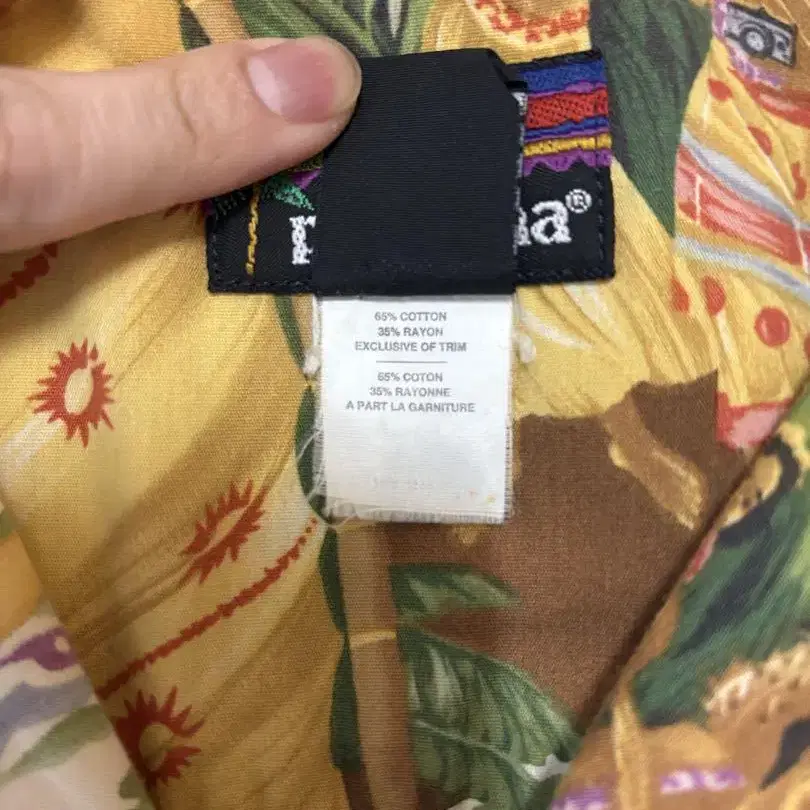 a®
65% COTTON
35% RAYON
EXCLUSIVE OF TRIM
65% COTON
35% RAYONNE
A PART LA GARNITURE